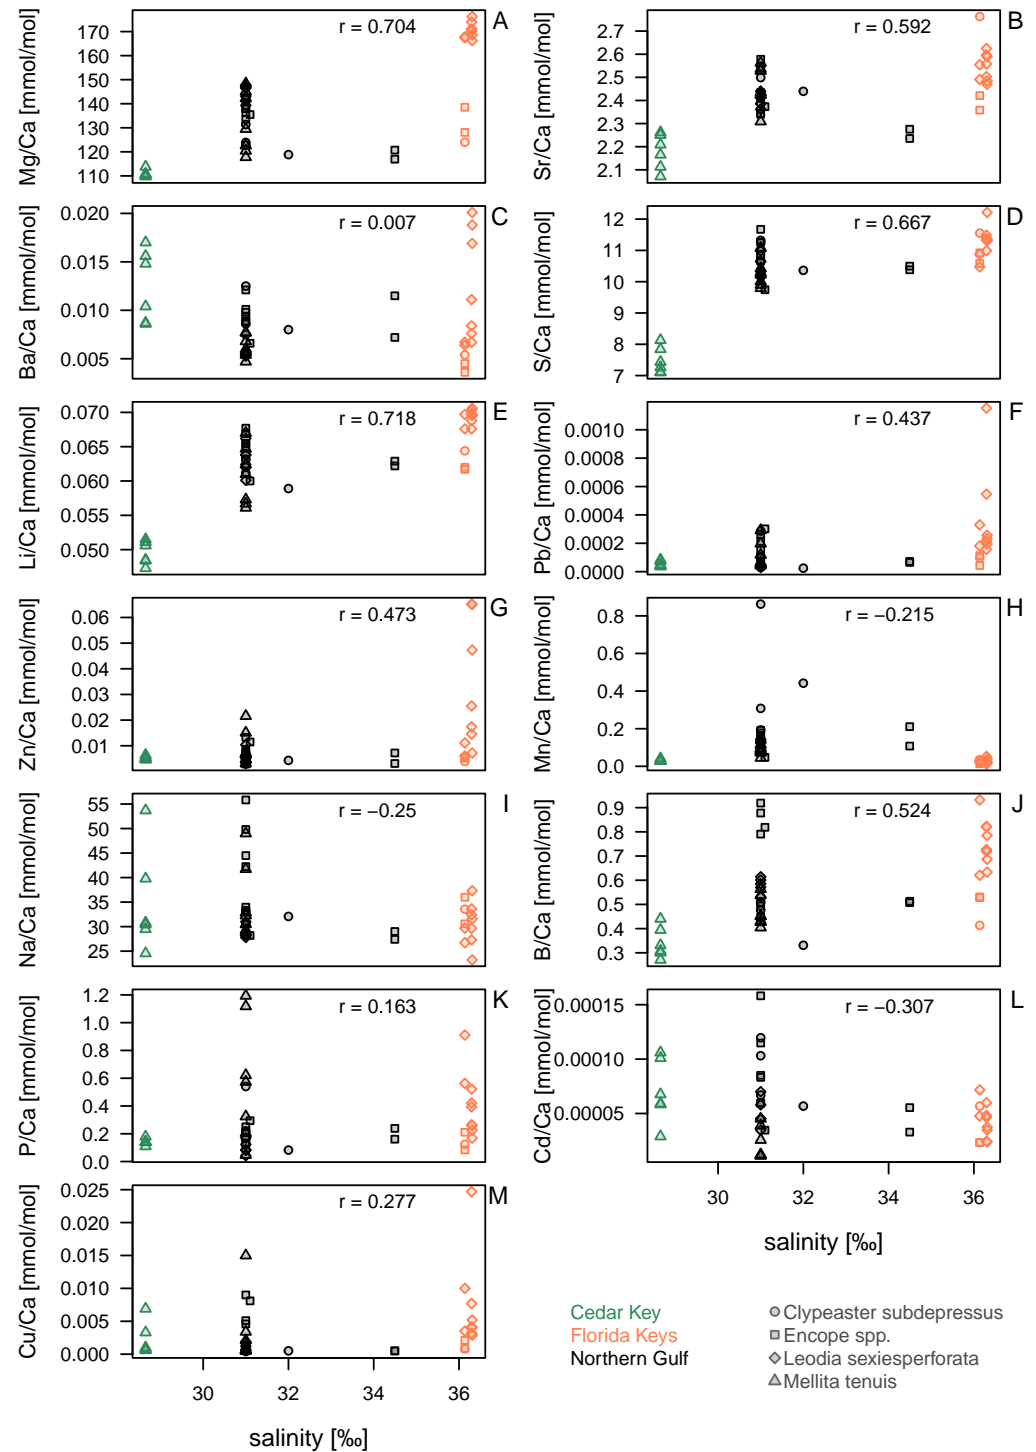 A
r = 0.704
Mg/Ca [mmol/mol]
170
160
150
140
130
120
110
B
r = 0.592
Sr/Ca [mmol/mol]
2.7
2.6
2.5
2.4
2.3
2.2
2.1
C
r = 0.007
Ba/Ca [mmol/mol]
0.020
0.015
0.010
0.005
D
r = 0.667
S/Ca [mmol/mol]
12
11
10
9
8
7
E
r = 0.718
Li/Ca [mmol/mol]
0.070
0.065
0.060
0.055
0.050
F
r = 0.437
Pb/Ca [mmol/mol]
0.0010
0.0008
0.0006
0.0004
0.0002
0.0000
G
r = 0.473
Zn/Ca [mmol/mol]
0.06
0.05
0.04
0.03
0.02
0.01
H
r = −0.215
Mn/Ca [mmol/mol]
0.8
0.6
0.4
0.2
0.0
I
r = −0.25
Na/Ca [mmol/mol]
55
50
45
40
35
30
25
J
r = 0.524
B/Ca [mmol/mol]
0.9
0.8
0.7
0.6
0.5
0.4
0.3
K
r = 0.163
P/Ca [mmol/mol]
1.2
1.0
0.8
0.6
0.4
0.2
0.0
L
r = −0.307
Cd/Ca [mmol/mol]
0.00015
0.00010
0.00005
30 32 34 36
salinity [‰]
M
r = 0.277
Cu/Ca [mmol/mol]
0.025
0.020
0.015
0.010
0.005
0.000
30 32 34 36
salinity [‰]
Cedar Key
Florida Keys
Northern Gulf
Clypeaster subdepressus
Encope spp.
Leodia sexiesperforata
Mellita tenuis